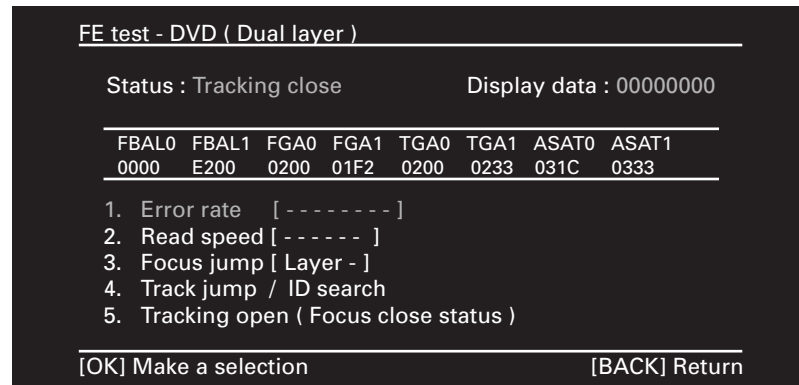 FE test - DVD ( Dual layer )
Status : Tracking close Display data : 00000000
FBAL0 FBAL1 FGA0 FGA1 TGA0 TGA1 ASAT0 ASAT1
0000 E200 0200 01F2 0200 0233 031C 0333
1. Error rate [ - - - - - - - - ]
2. Read speed [ - - - - - - ]
3. Focus jump [ Layer - ]
4. Track jump / ID search
5. Tracking open ( Focus close status )
[OK] Make a selection [BACK] Return